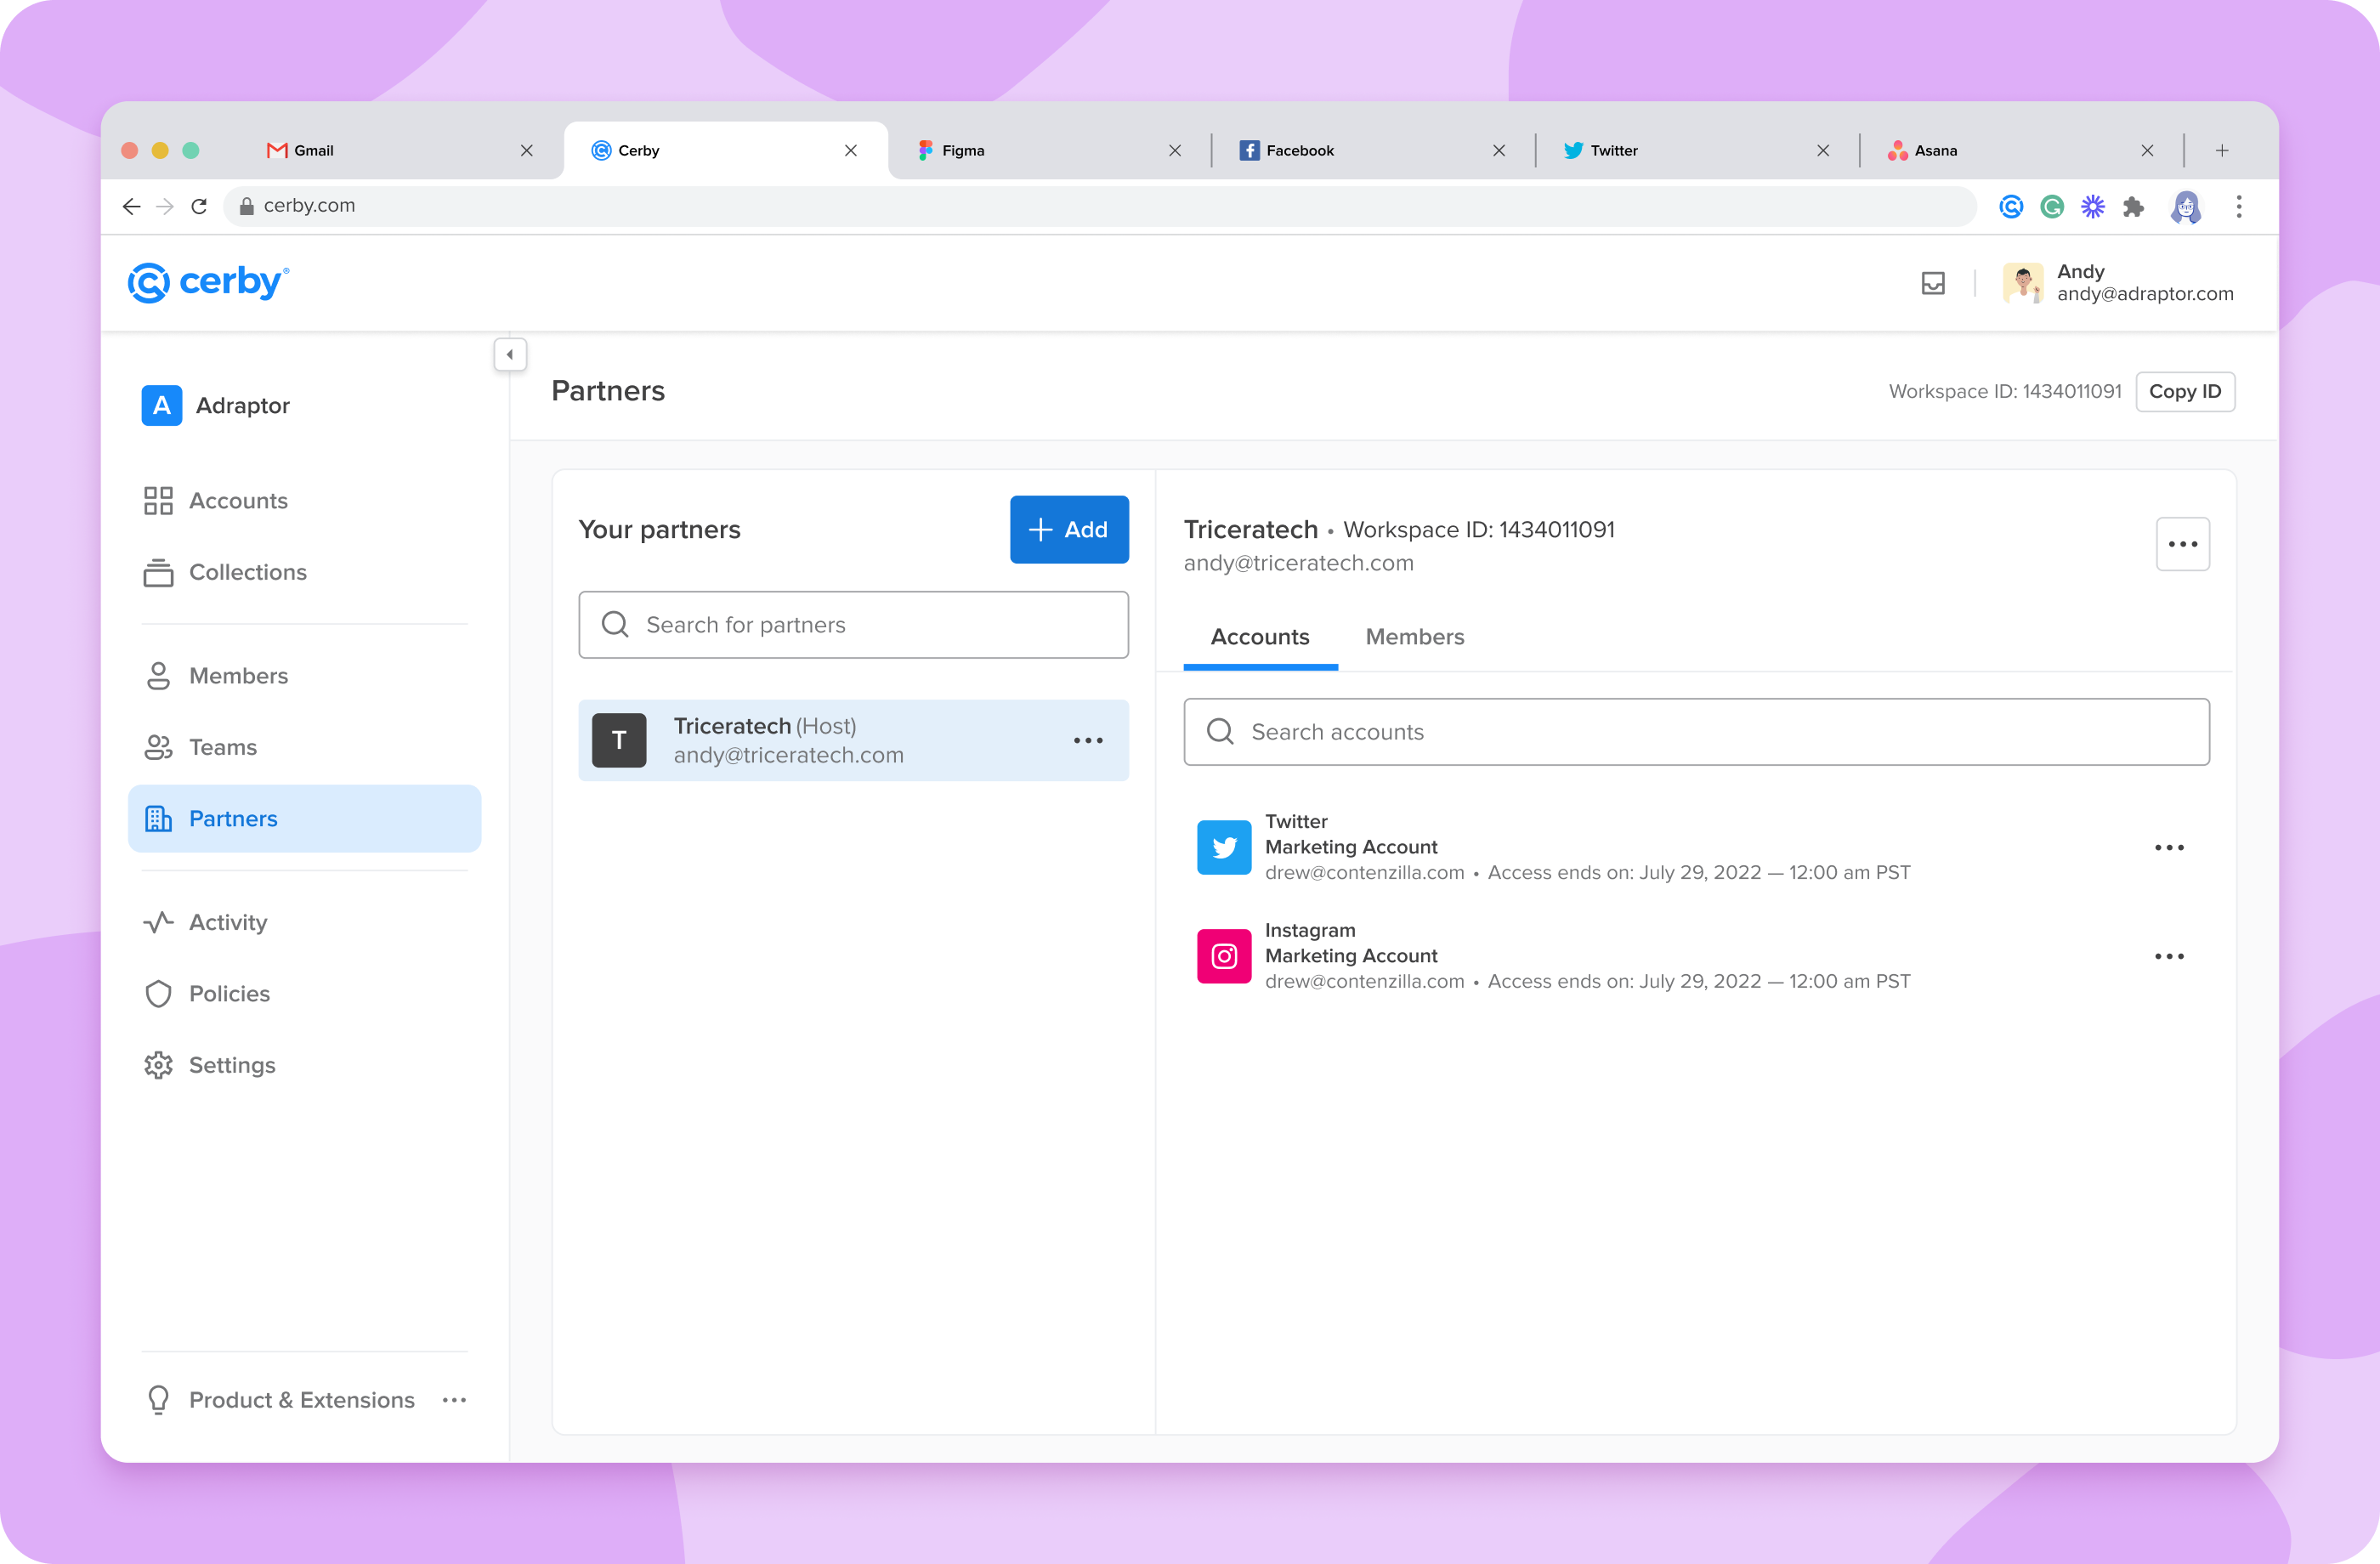 Gmail
Cerby
Figma
Facebook
Twitter
Asana
cerby.com
cerby®
Andy
andy@adraptor.com
A Adraptor
Accounts
Collections
Members
Teams
Partners
Activity
Policies
Settings
Product & Extensions
Partners
Workspace ID: 1434011091
Copy ID
Your partners
Add
Search for partners
T
Triceratech (Host)
andy@triceratech.com
Triceratech • Workspace ID: 1434011091
andy@triceratech.com
Accounts
Members
Search accounts
Twitter
Marketing Account
drew@contenzilla.com • Access ends on: July 29, 2022 — 12:00 am PST
Instagram
Marketing Account
drew@contenzilla.com • Access ends on: July 29, 2022 — 12:00 am PST